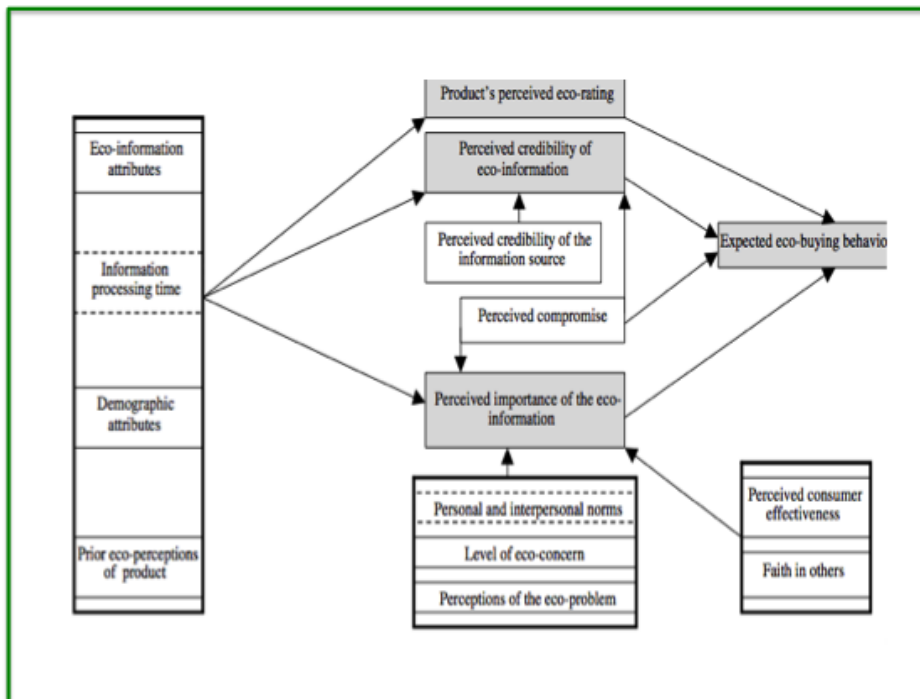 Product's perceived eco-rating
Eco-information
attributes
Perceived credibility of
eco-information
Perceived credibility of the
information source
Expected eco-buying behavio
Information
processing time
Perceived compromise
Demographic
attributes
Perceived importance of the eco-
information
Personal and interpersonal norms
Level of eco-concern
Perceptions of the eco-problem
Perceived consumer
effectiveness
Faith in others
Prior eco-perceptions
of product